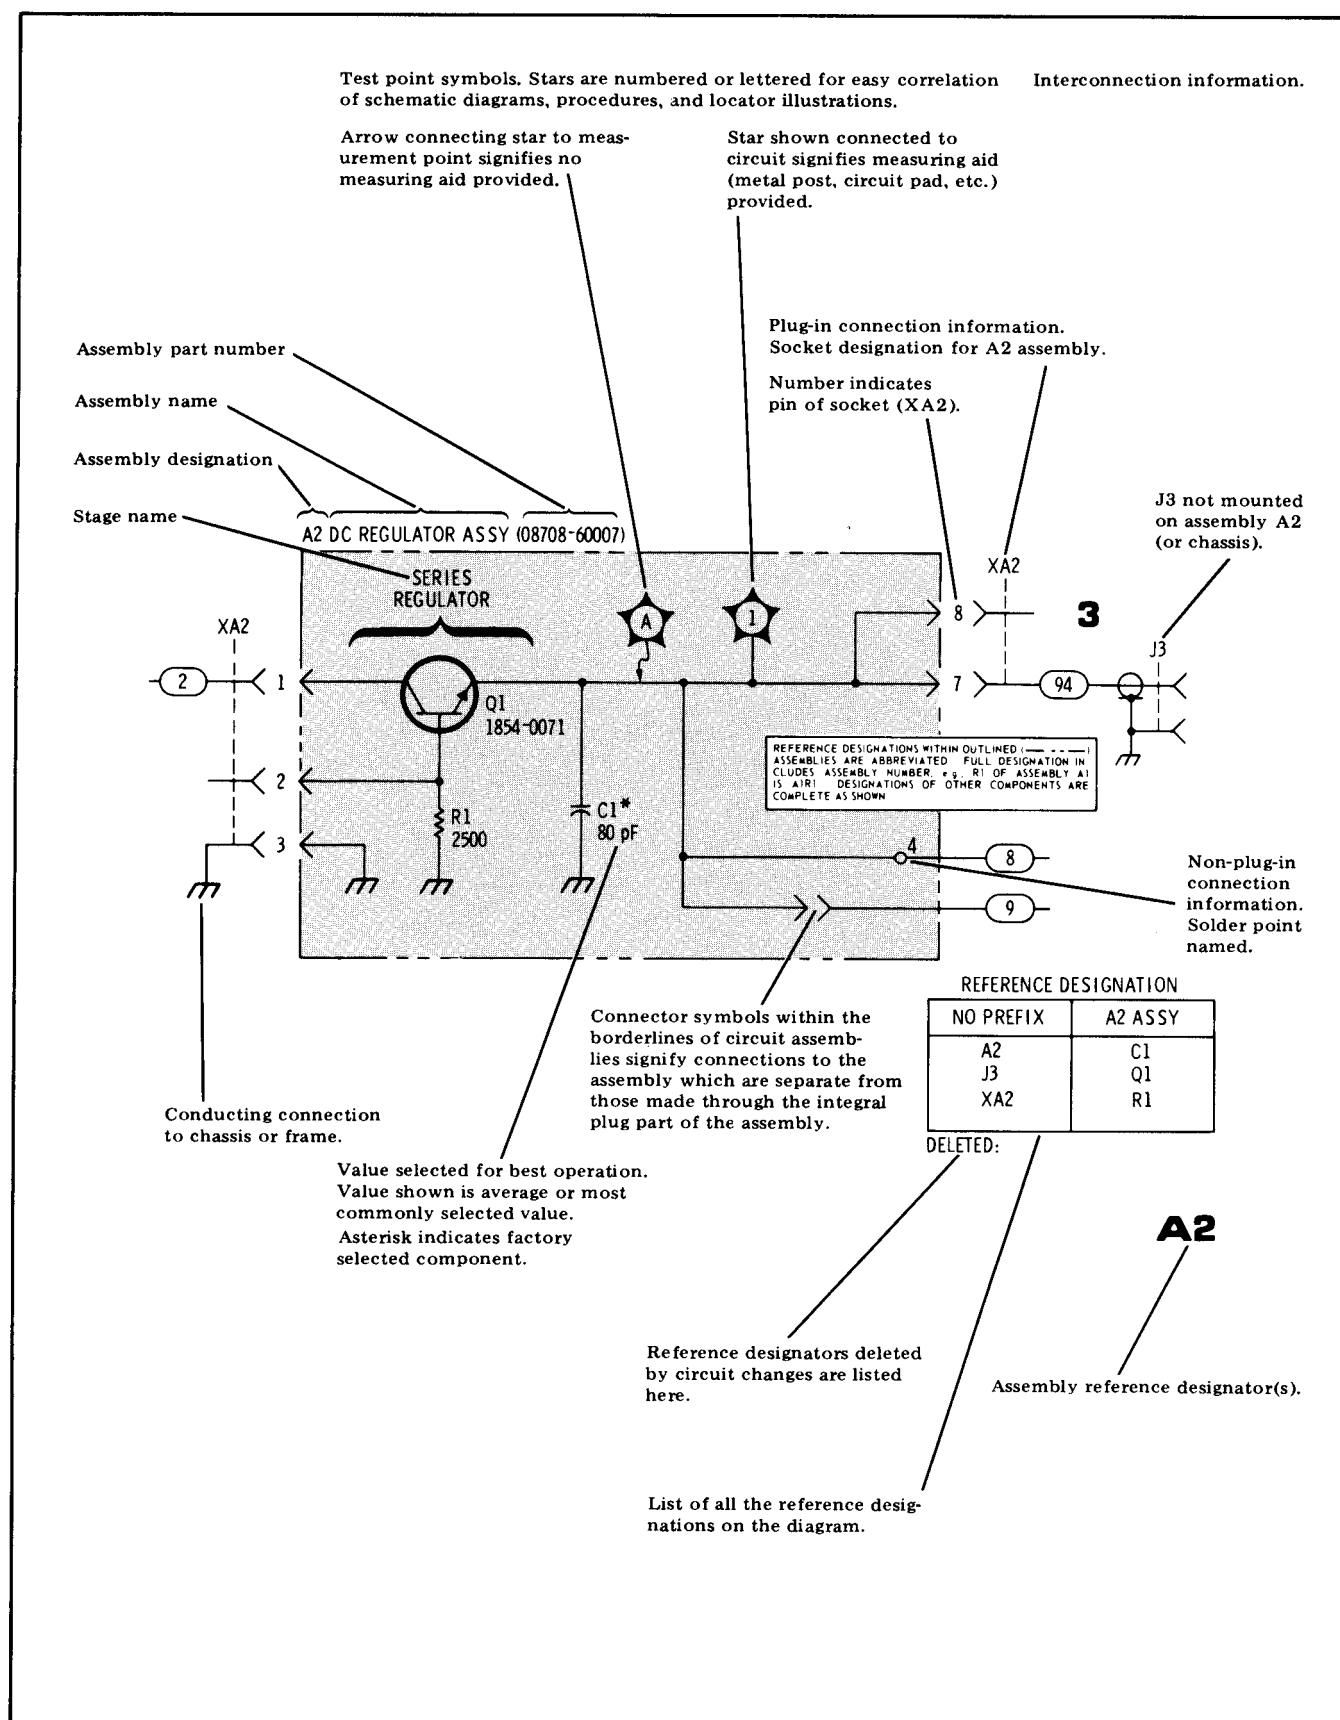 Test point symbols. Stars are numbered or lettered for easy correlation
of schematic diagrams, procedures, and locator illustrations.
Interconnection information.
Arrow connecting star to meas-
urement point signifies no
measuring aid provided.
Star shown connected to
circuit signifies measuring aid
(metal post, circuit pad, etc.)
provided.
Plug-in connection information.
Socket designation for A2 assembly.
Number indicates
pin of socket (XA2).
Assembly part number
Assembly name
Assembly designation
Stage name
J3 not mounted
on assembly A2
(or chassis).
A2 DC REGULATOR ASSY (08708-60007)
SERIES
REGULATOR
A
1
XA2
8
3
XA2
J3
2
1
7
94
Q1
1854-0071
REFERENCE DESIGNATIONS WITHIN OUTLINED (— - - —)
ASSEMBLIES ARE ABBREVIATED FULL DESIGNATION IN
CLUDES ASSEMBLY NUMBER, e g, R1 OF ASSEMBLY A1
IS A1R1 DESIGNATIONS OF OTHER COMPONENTS ARE
COMPLETE AS SHOWN
2
R1
2500
C1*
80 pF
3
4
8
9
Non-plug-in
connection
information.
Solder point
named.
Connector symbols within the
borderlines of circuit assemb-
lies signify connections to the
assembly which are separate from
those made through the integral
plug part of the assembly.
REFERENCE DESIGNATION
NO PREFIX A2 ASSY
A2 C1
J3 Q1
XA2 R1
DELETED:
Conducting connection
to chassis or frame.
Value selected for best operation.
Value shown is average or most
commonly selected value.
Asterisk indicates factory
selected component.
A2
Reference designators deleted
by circuit changes are listed
here.
Assembly reference designator(s).
List of all the reference desig-
nations on the diagram.